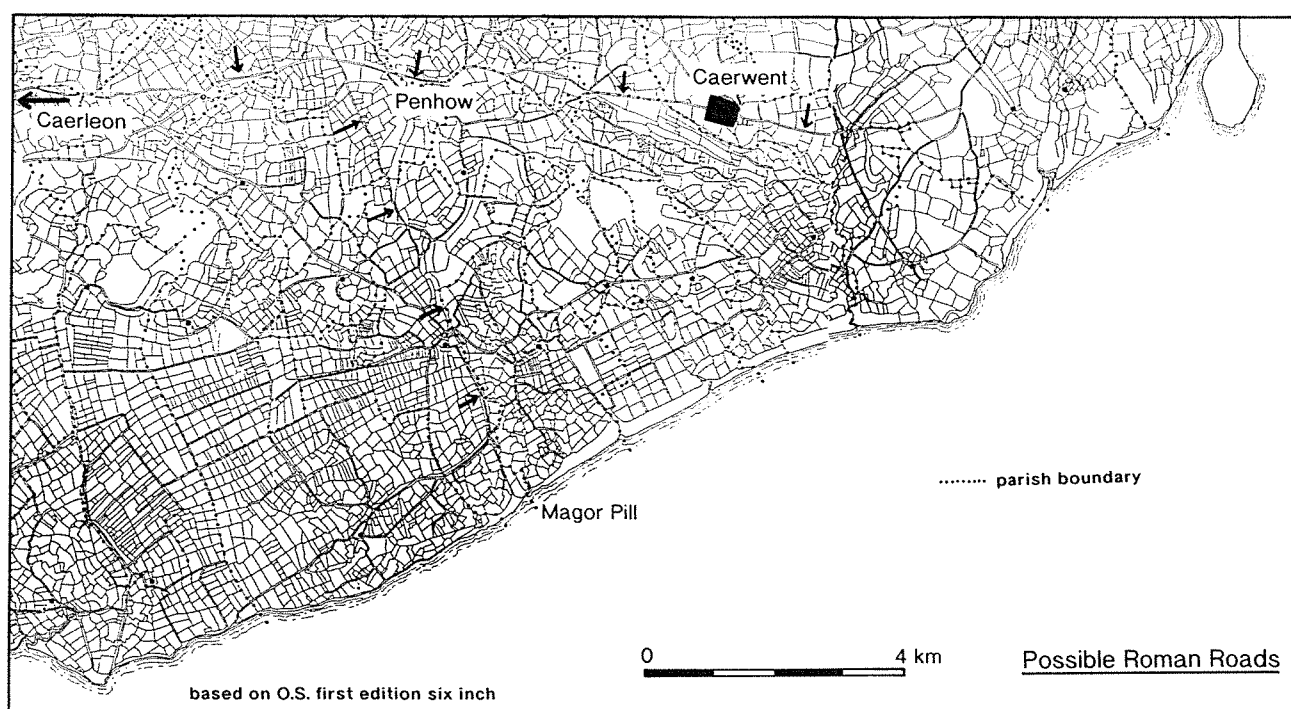 Caerwent
Penhow
Caerleon
......... parish boundary
Magor Pill
0 4 km
Possible Roman Roads
based on O.S. first edition six inch